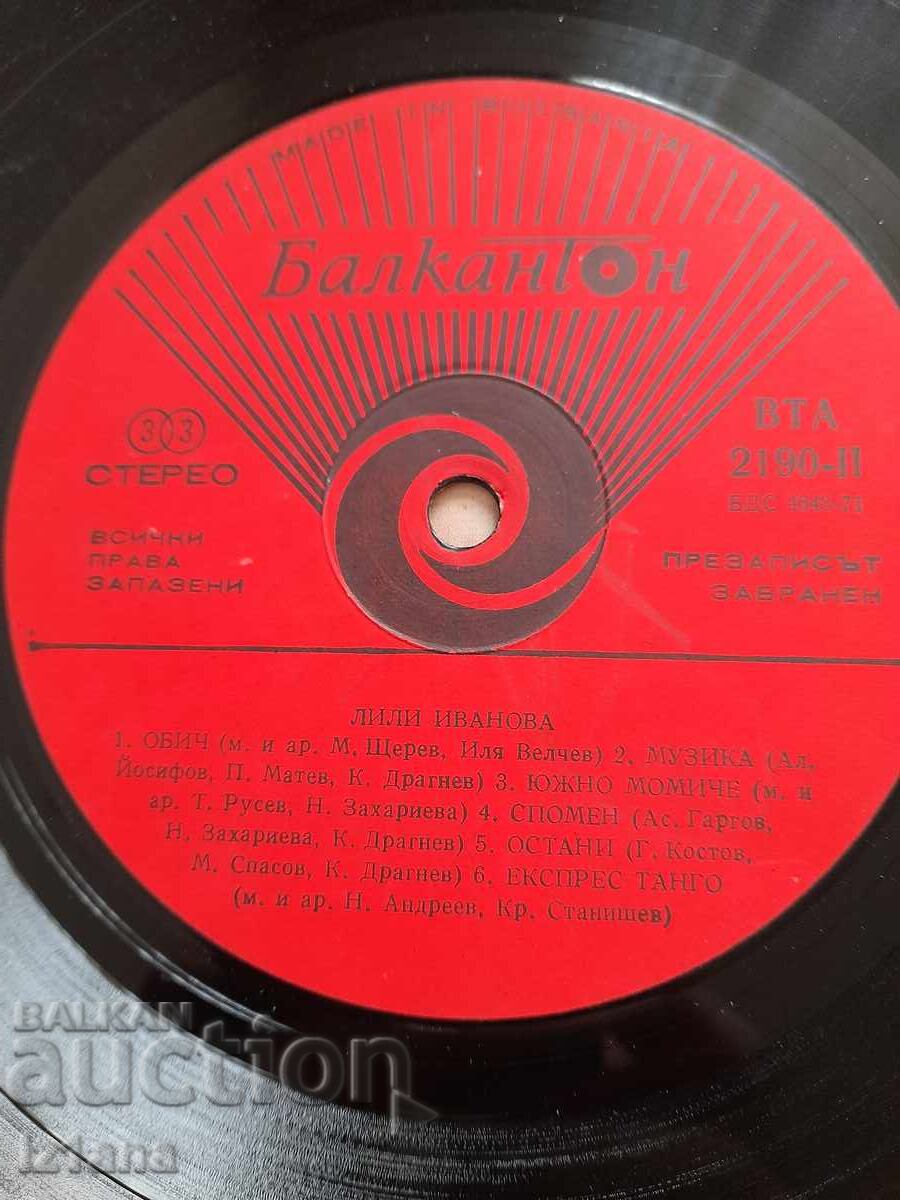 MADE IN BULGARIA
БалканТон
33
СТЕРЕО
ВТА
2190-II
БДС
ВСИЧКИ
ПРАВА
ЗАПАЗЕНИ
ПРЕЗАПИСЪТ
ЗАБРАНЕН
ЛИЛИ ИВАНОВА
1. ОБИЧ (м. и ар. М. Щерев, Иля Велчев) 2. МУЗИКА (Ал.
Йосифов, П. Матев, К. Драгнев) 3. ЮЖНО МОМИЧЕ (м. и
ар. Т. Русев, Н. Захариева) 4. СПОМЕН (Ас. Гаргов,
Н. Захариева, К. Драгнев) 5. ОСТАНИ (Г. Костов,
М. Спасов, К. Драгнев) 6. ЕКСПРЕС ТАНГО
(м. и ар. Н. Андреев, Кр. Станишев)
BALKAN
auction
Iziana